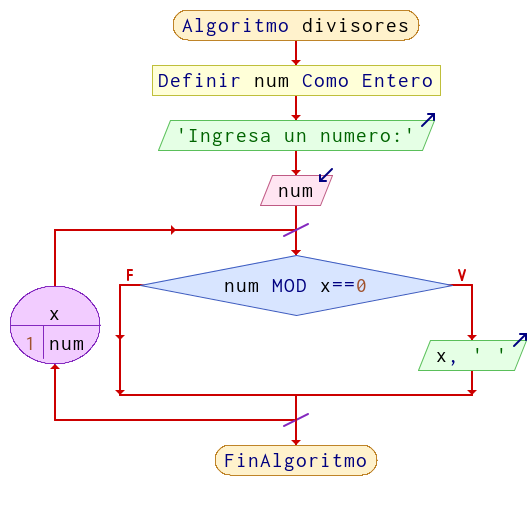 Algoritmo divisores
Definir num Como Entero
'Ingresa un numero:'
num
F
V
num MOD x==0
x
1 num
x, ' '
FinAlgoritmo